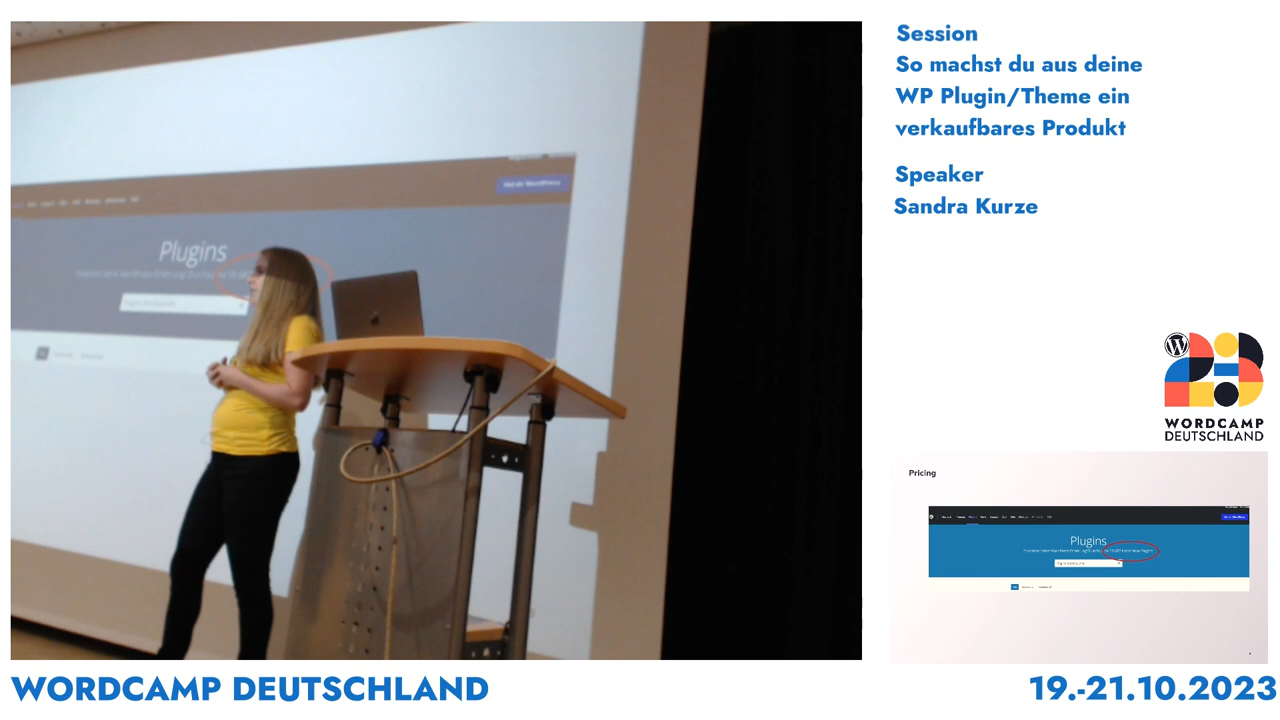 Session
So machst du aus deine
WP Plugin/Theme ein
verkaufbares Produkt
Speaker
Sandra Kurze
Plugins
WORDCAMP
DEUTSCHLAND
Pricing
Plugins
WORDCAMP DEUTSCHLAND
19.-21.10.2023